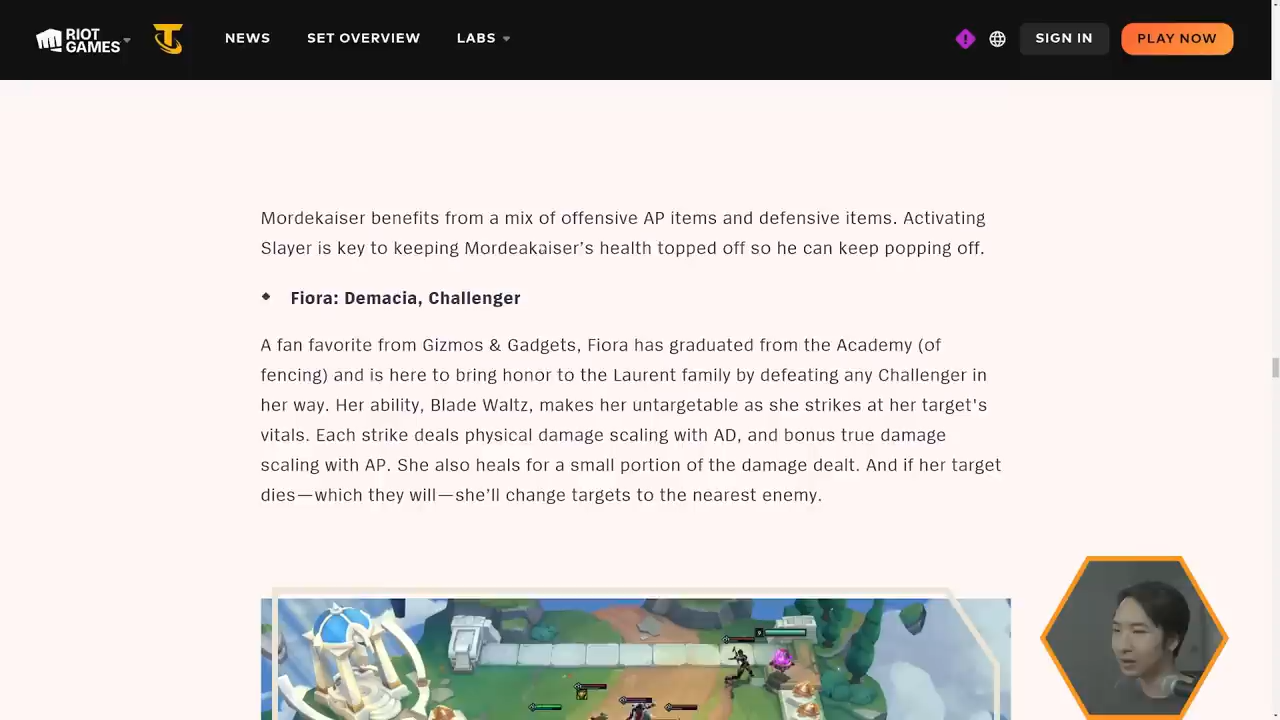 RIOT
GAMES
NEWS
SET OVERVIEW
LABS
SIGN IN
PLAY NOW
Mordekaiser benefits from a mix of offensive AP items and defensive items. Activating
Slayer is key to keeping Mordeakaiser’s health topped off so he can keep popping off.
Fiora: Demacia, Challenger
A fan favorite from Gizmos & Gadgets, Fiora has graduated from the Academy (of
fencing) and is here to bring honor to the Laurent family by defeating any Challenger in
her way. Her ability, Blade Waltz, makes her untargetable as she strikes at her target's
vitals. Each strike deals physical damage scaling with AD, and bonus true damage
scaling with AP. She also heals for a small portion of the damage dealt. And if her target
dies—which they will—she’ll change targets to the nearest enemy.